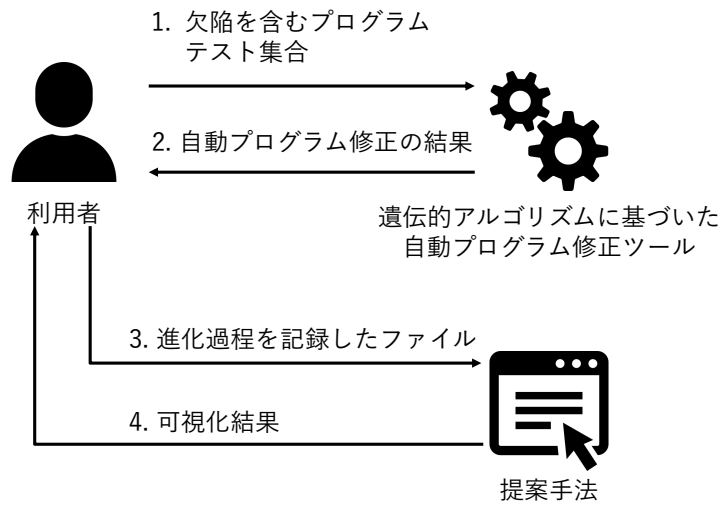 1. 欠陥を含むプログラム
テスト集合
2. 自動プログラム修正の結果
利用者
遺伝的アルゴリズムに基づいた
自動プログラム修正ツール
3. 進化過程を記録したファイル
4. 可視化結果
提案手法